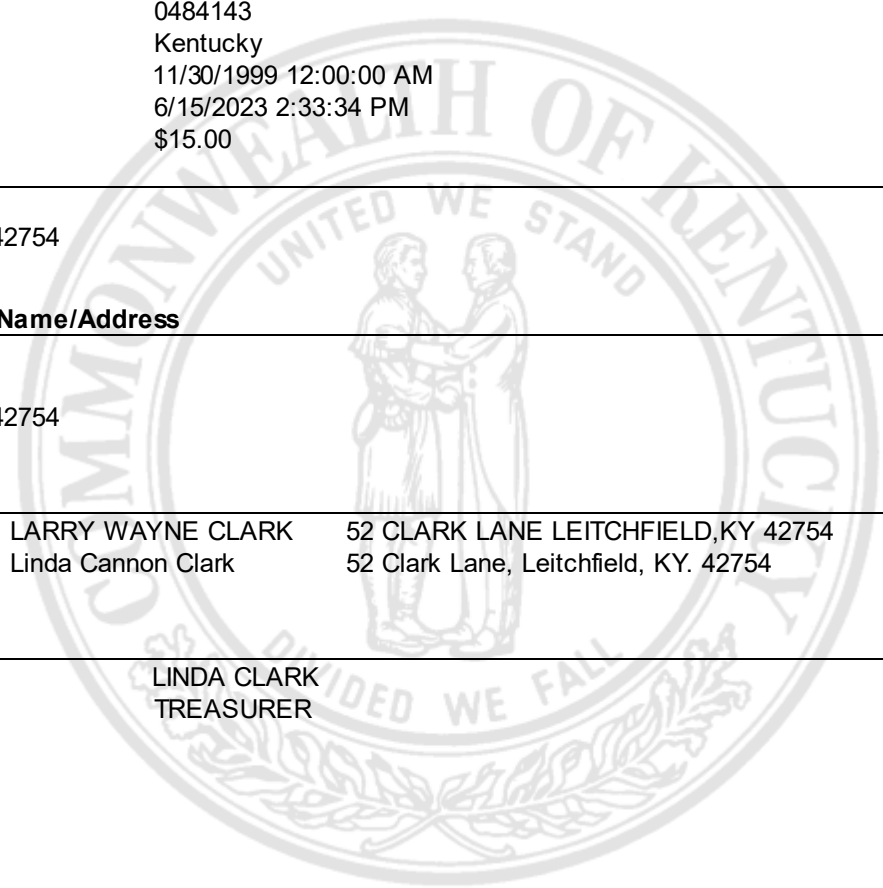 0484143
Kentucky
11/30/1999 12:00:00 AM
6/15/2023 2:33:34 PM
$15.00
42754
Name/Address
42754
LARRY WAYNE CLARK 52 CLARK LANE LEITCHFIELD,KY 42754
Linda Cannon Clark 52 Clark Lane, Leitchfield, KY. 42754
LINDA CLARK
TREASURER
COMMONWEALTH OF KENTUCKY
UNITED WE STAND
DIVIDED WE FALL